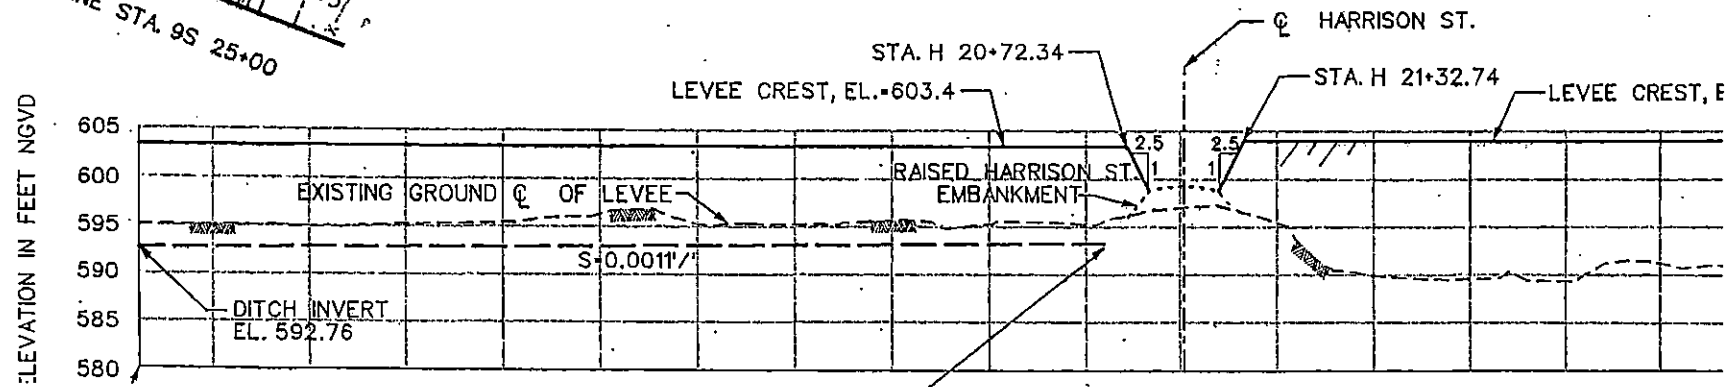 STA. 9S 25+00
℄ HARRISON ST.
STA. H 20+72.34
STA. H 21+32.74
LEVEE CREST, EL.=603.4
LEVEE CREST, E
ELEVATION IN FEET NGVD
605
600
595
590
585
580
2.5
1
2.5
1
RAISED HARRISON ST.
EMBANKMENT
EXISTING GROUND ℄ OF LEVEE
S=0.0011'/'
DITCH INVERT
EL. 592.76